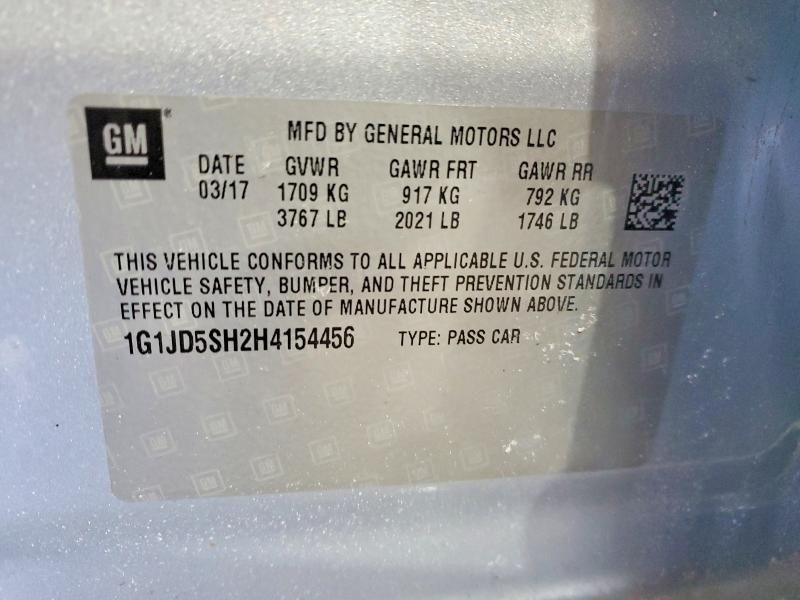 GM®
MFD BY GENERAL MOTORS LLC
DATE GVWR GAWR FRT GAWR RR
03/17 1709 KG 917 KG 792 KG
3767 LB 2021 LB 1746 LB
THIS VEHICLE CONFORMS TO ALL APPLICABLE U.S. FEDERAL MOTOR
VEHICLE SAFETY, BUMPER, AND THEFT PREVENTION STANDARDS IN
EFFECT ON THE DATE OF MANUFACTURE SHOWN ABOVE.
1G1JD5SH2H4154456 TYPE: PASS CAR